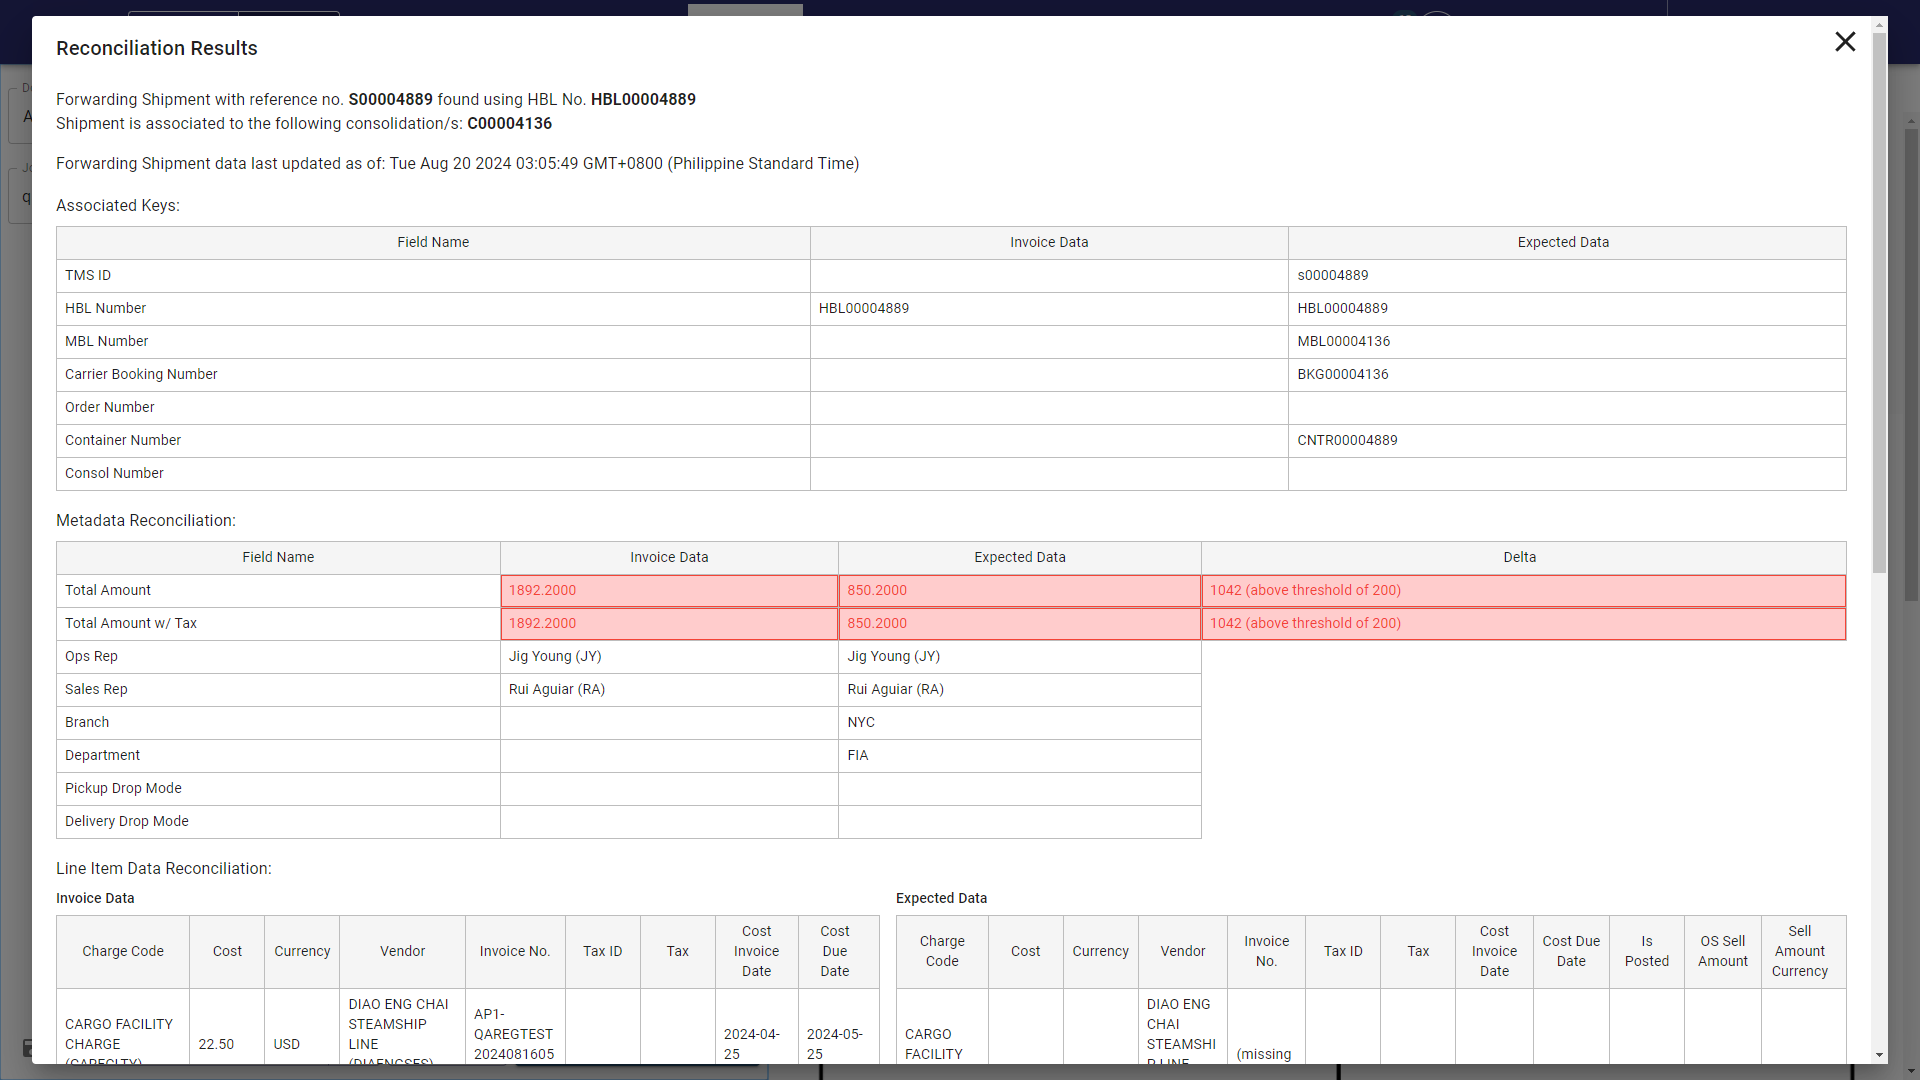 Reconciliation Results
Forwarding Shipment with reference no. S00004889 found using HBL No. HBL00004889
Shipment is associated to the following consolidation/s: C00004136
Forwarding Shipment data last updated as of: Tue Aug 20 2024 03:05:49 GMT+0800 (Philippine Standard Time)
Associated Keys:
Field Name Invoice Data Expected Data
TMS ID s00004889
HBL Number HBL00004889 HBL00004889
MBL Number MBL00004136
Carrier Booking Number BKG00004136
Order Number
Container Number CNTR00004889
Consol Number
Metadata Reconciliation:
Field Name Invoice Data Expected Data Delta
Total Amount 1892.2000 850.2000 1042 (above threshold of 200)
Total Amount w/ Tax 1892.2000 850.2000 1042 (above threshold of 200)
Ops Rep Jig Young (JY) Jig Young (JY)
Sales Rep Rui Aguiar (RA) Rui Aguiar (RA)
Branch NYC
Department FIA
Pickup Drop Mode
Delivery Drop Mode
Line Item Data Reconciliation:
Invoice Data
Charge Code Cost Currency Vendor Invoice No. Tax ID Tax Cost Invoice Date Cost Due Date
CARGO FACILITY CHARGE (CARFCLTY) 22.50 USD DIAO ENG CHAI STEAMSHIP LINE (DIAENGSES) AP1-QAREGTEST2024081605 2024-04-25 2024-05-25
Expected Data
Charge Code Cost Currency Vendor Invoice No. Tax ID Tax Cost Invoice Date Cost Due Date Is Posted OS Sell Amount Sell Amount Currency
CARGO FACILITY DIAO ENG CHAI STEAMSHIP LINE (missing